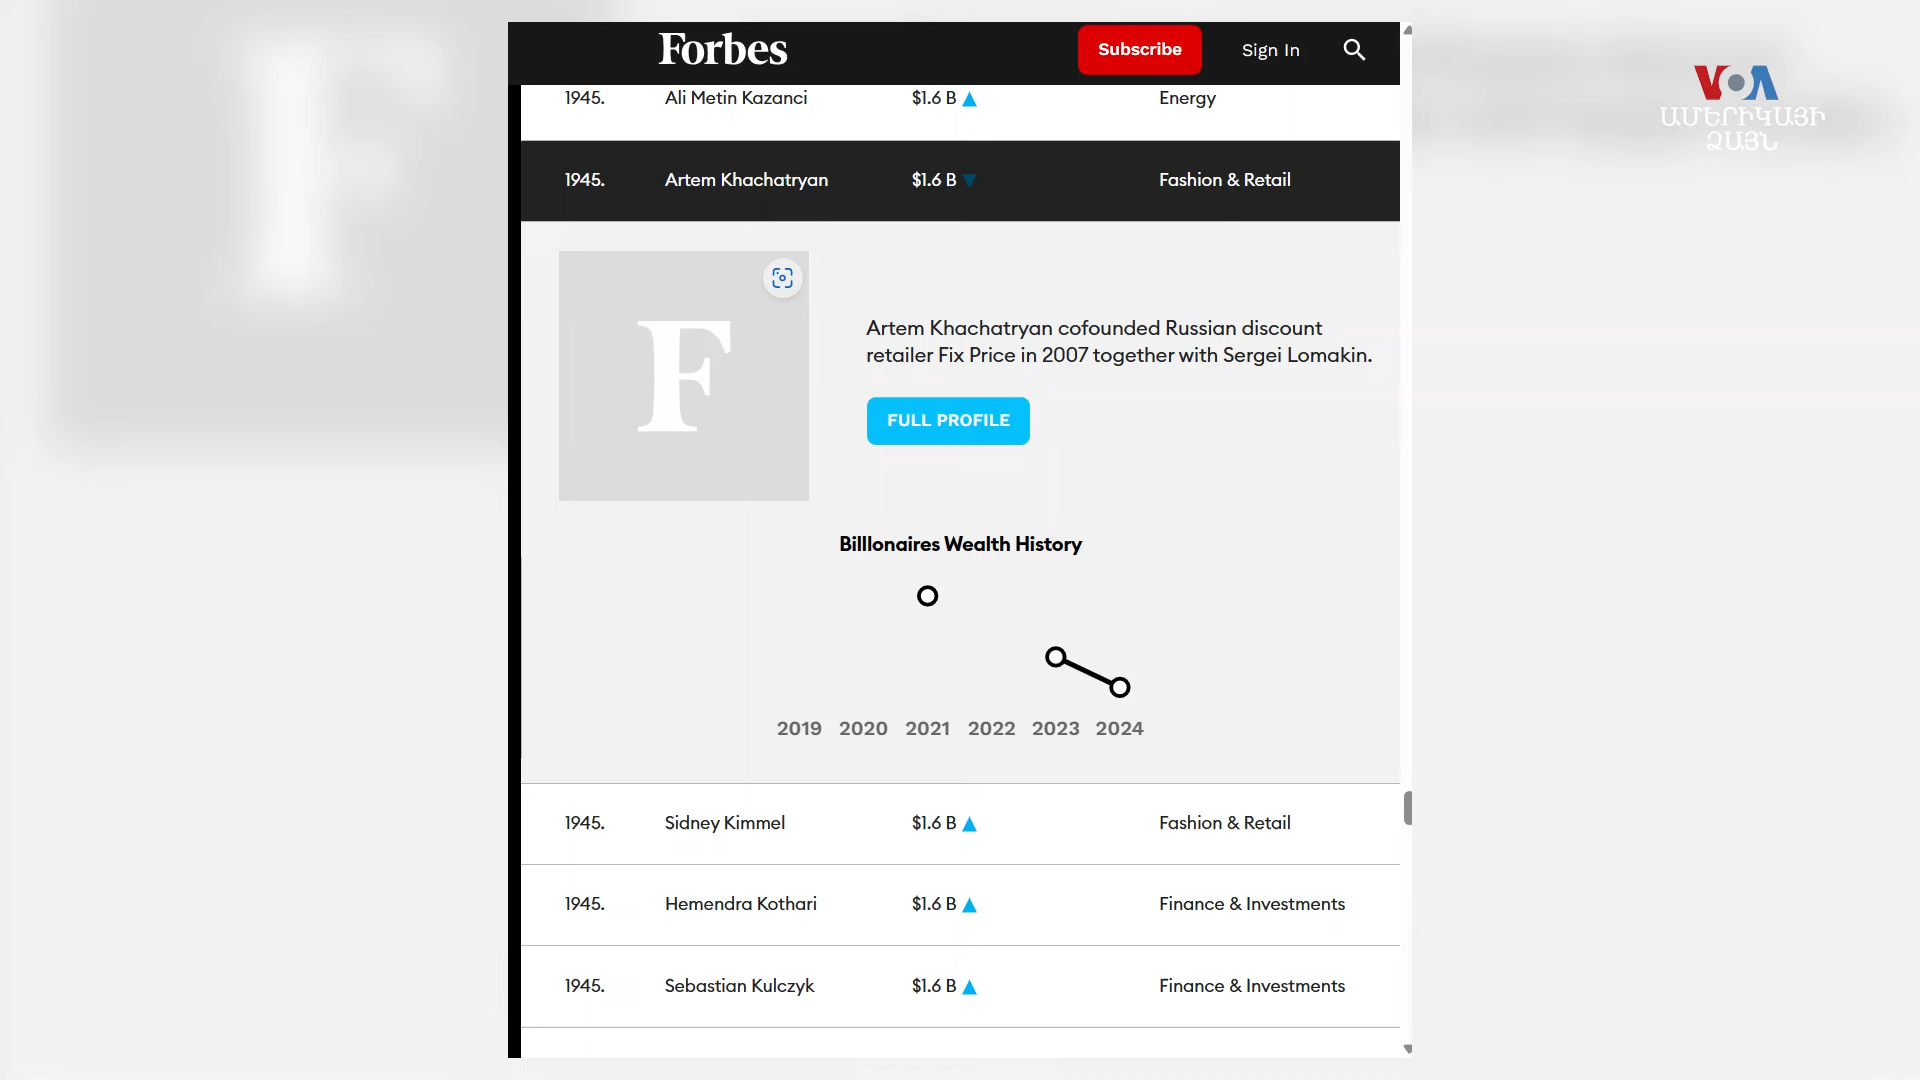 Forbes
Subscribe
Sign In
VOA
ԱՄԵՐԻԿԱՅԻ
ՁԱՅՆ
1945. Ali Metin Kazanci $1.6 B Energy
1945. Artem Khachatryan $1.6 B Fashion & Retail
F
F
Artem Khachatryan cofounded Russian discount
retailer Fix Price in 2007 together with Sergei Lomakin.
FULL PROFILE
Billlonaires Wealth History
2019 2020 2021 2022 2023 2024
1945. Sidney Kimmel $1.6 B Fashion & Retail
1945. Hemendra Kothari $1.6 B Finance & Investments
1945. Sebastian Kulczyk $1.6 B Finance & Investments